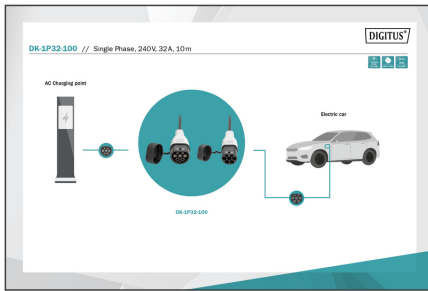 DIGITUS®
DK-1P32-100 // Single Phase, 240V, 32A, 10m
AC Charging point
Electric car
DK-1P32-100